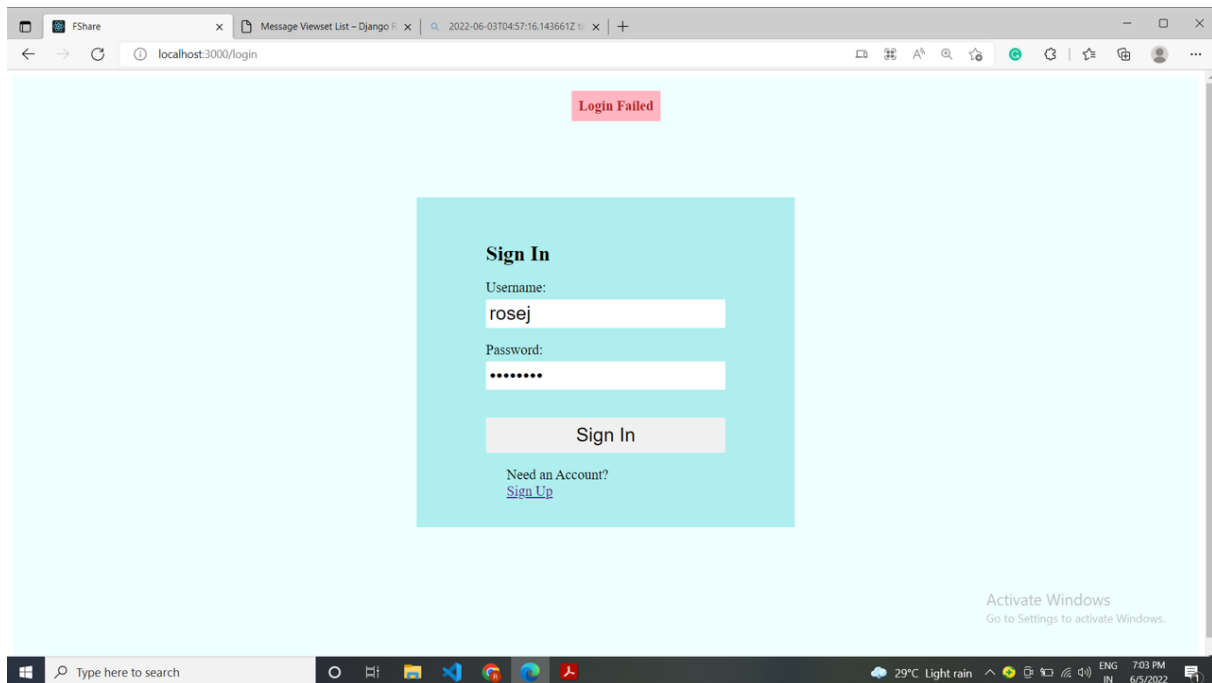 FShare
Message Viewset List – Django R
2022-06-03T04:57:16.143661Z ti
localhost:3000/login
Login Failed
Sign In
Username:
rosej
Password:
••••••••
Sign In
Need an Account?
Sign Up
Activate Windows
Go to Settings to activate Windows.
Type here to search
29°C Light rain
ENG
IN
7:03 PM
6/5/2022